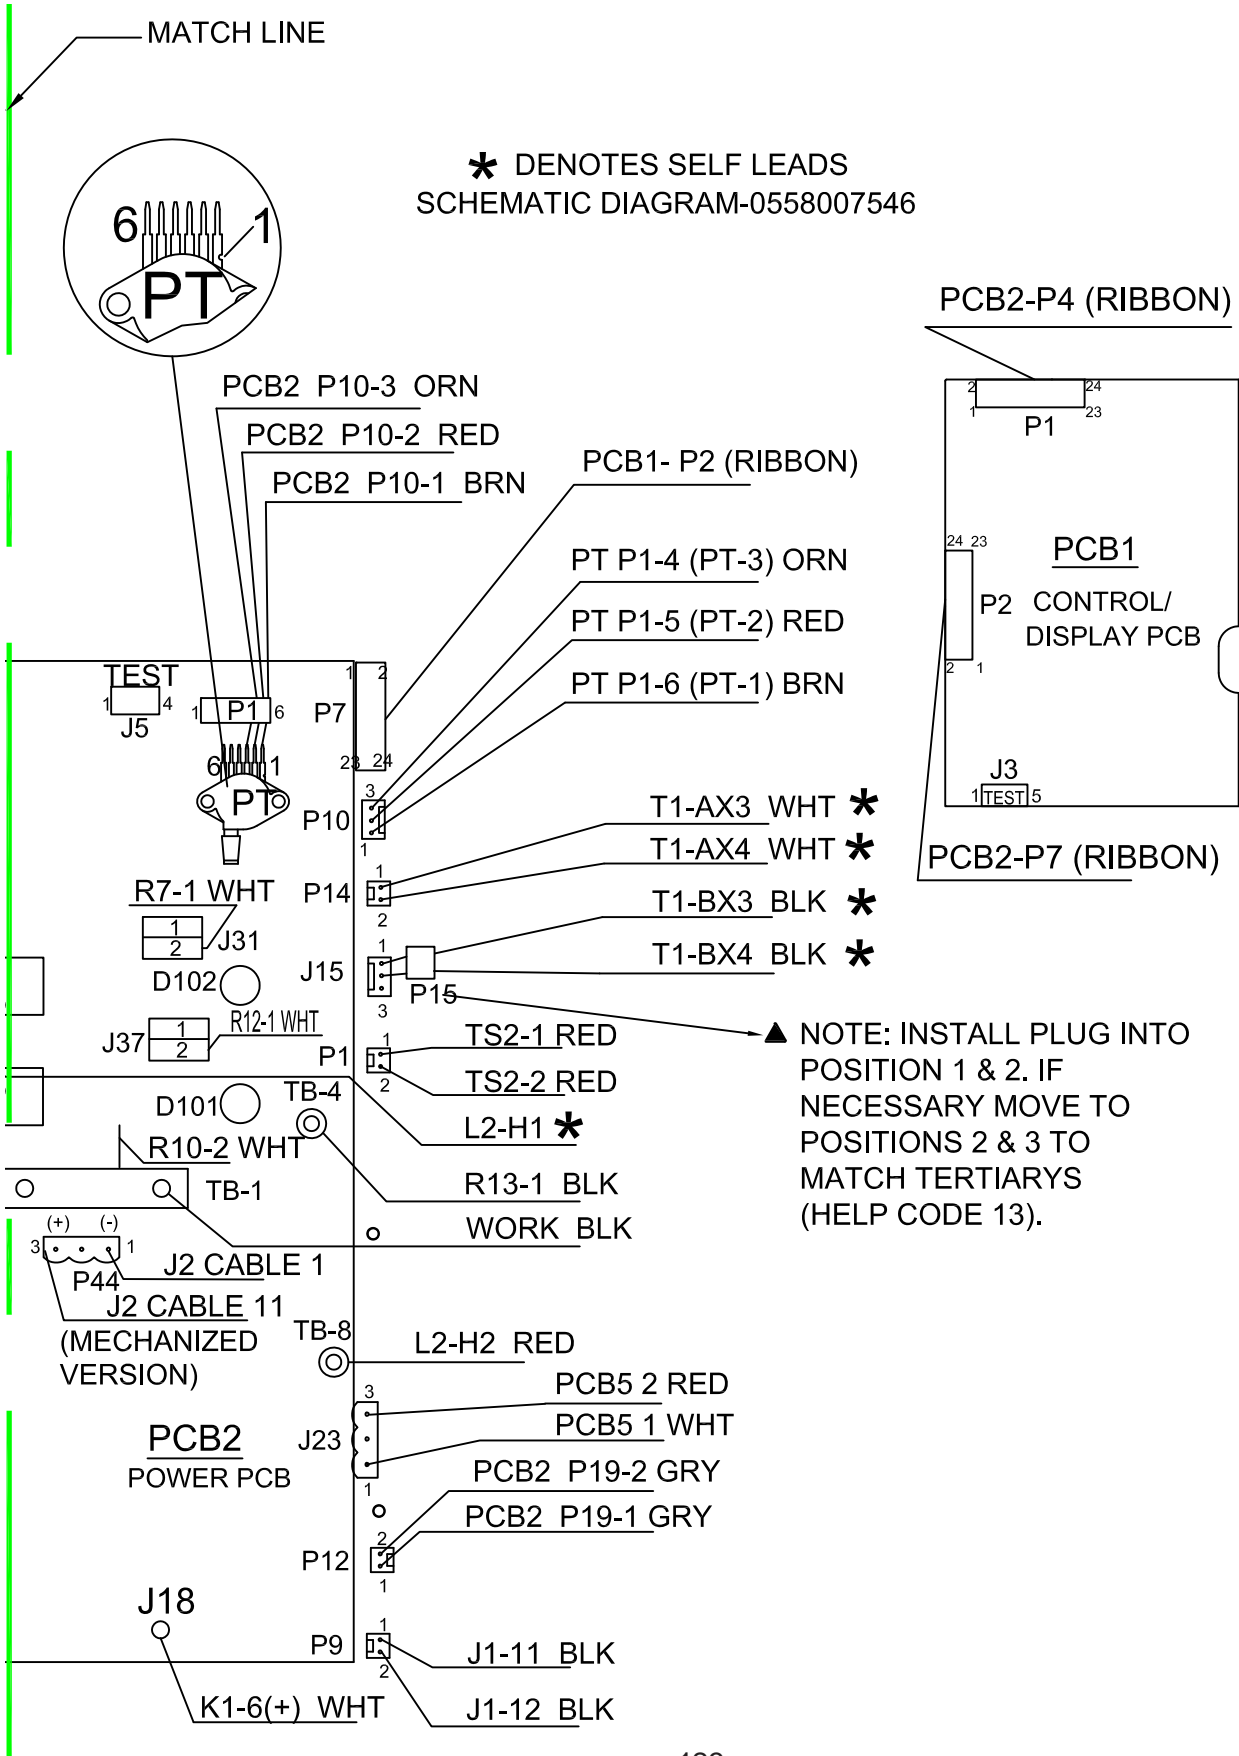 MATCH LINE
* DENOTES SELF LEADS
SCHEMATIC DIAGRAM-0558007546
6
1
PT
PCB2-P4 (RIBBON)
2
24
1
23
P1
PCB2 P10-3 ORN
PCB2 P10-2 RED
PCB2 P10-1 BRN
PCB1- P2 (RIBBON)
PT P1-4 (PT-3) ORN
PT P1-5 (PT-2) RED
PT P1-6 (PT-1) BRN
24 23
PCB1
P2
CONTROL/
DISPLAY PCB
2 1
J3
1 TEST 5
PCB2-P7 (RIBBON)
TEST
1 4
J5
1 P1 6
P7
1 2
23 24
6 1
PT
P10
3
1
T1-AX3 WHT *
T1-AX4 WHT *
P14
1
2
T1-BX3 BLK *
T1-BX4 BLK *
R7-1 WHT
1
2
J31
J15
1
3
P15
D102
R12-1 WHT
J37
1
2
P1
1
2
TS2-1 RED
TS2-2 RED
▲ NOTE: INSTALL PLUG INTO
POSITION 1 & 2. IF
NECESSARY MOVE TO
POSITIONS 2 & 3 TO
MATCH TERTIARYS
(HELP CODE 13).
TB-4
D101
L2-H1 *
R10-2 WHT
TB-1
R13-1 BLK
WORK BLK
(+) (-)
3 1
P44
J2 CABLE 1
J2 CABLE 11
(MECHANIZED
VERSION)
TB-8
L2-H2 RED
PCB5 2 RED
PCB5 1 WHT
3
J23
1
PCB2
POWER PCB
PCB2 P19-2 GRY
PCB2 P19-1 GRY
2
P12
1
J18
P9
1
2
J1-11 BLK
J1-12 BLK
K1-6(+) WHT